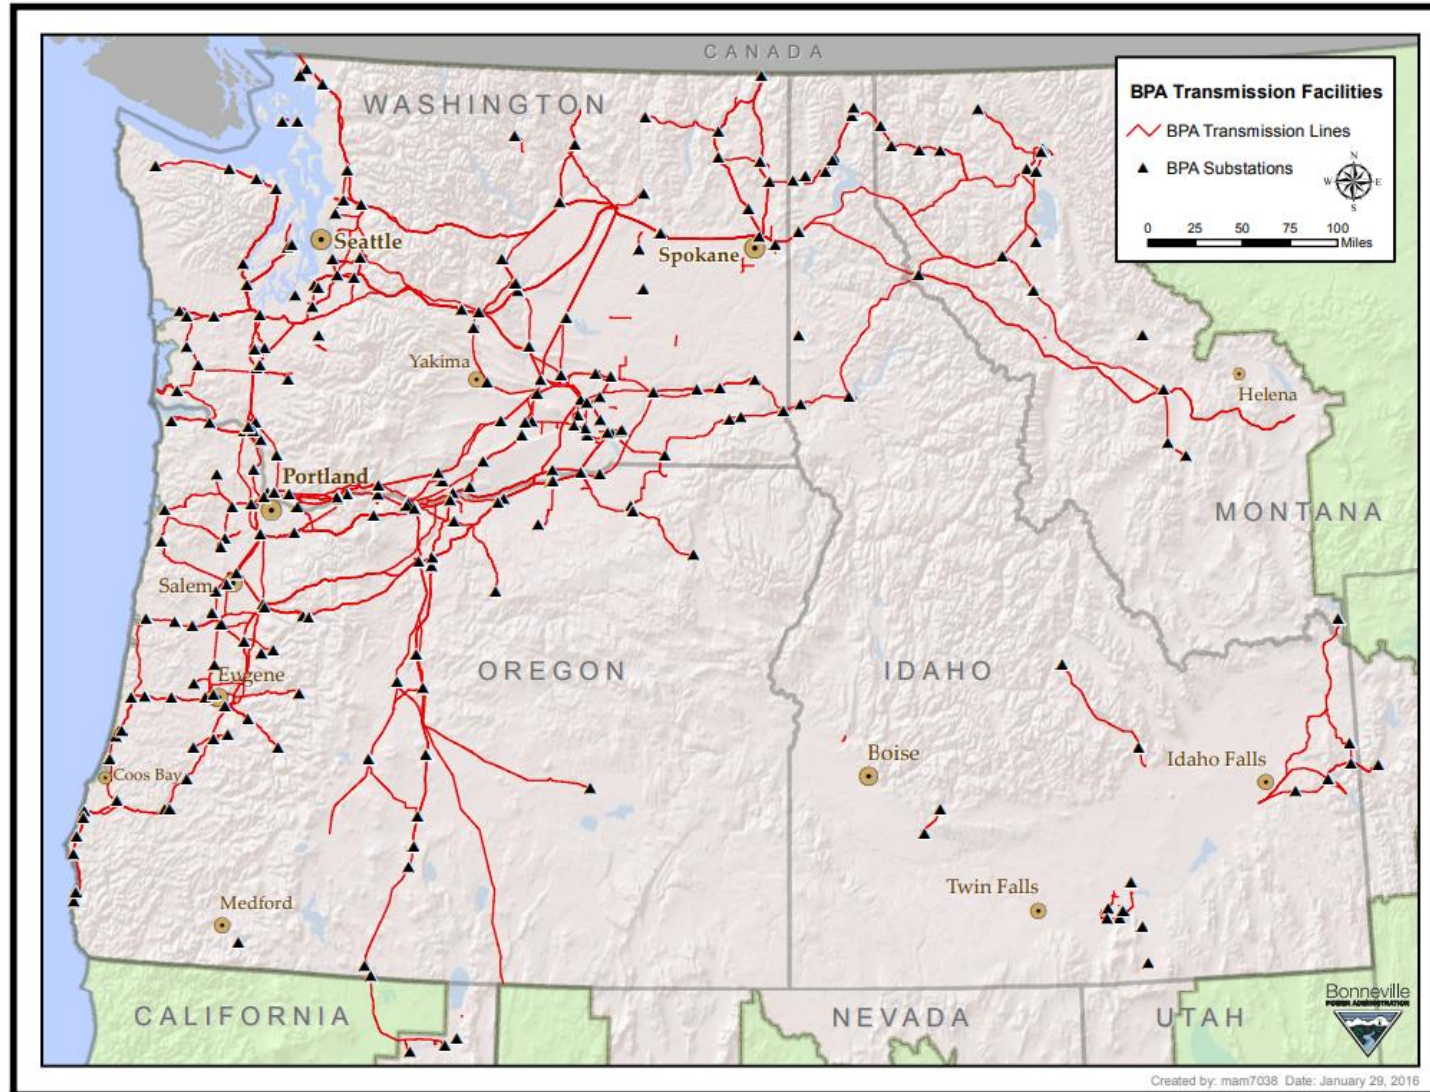 CANADA
WASHINGTON
BPA Transmission Facilities
BPA Transmission Lines
BPA Substations
N
W E
S
0 25 50 75 100
Miles
Seattle
Spokane
Yakima
Helena
Portland
MONTANA
Salem
OREGON
IDAHO
Eugene
Boise
Idaho Falls
Coos Bay
Twin Falls
Medford
CALIFORNIA
NEVADA
UTAH
Bonneville
POWER ADMINISTRATION
Created by: mam7038 Date: January 29, 2016